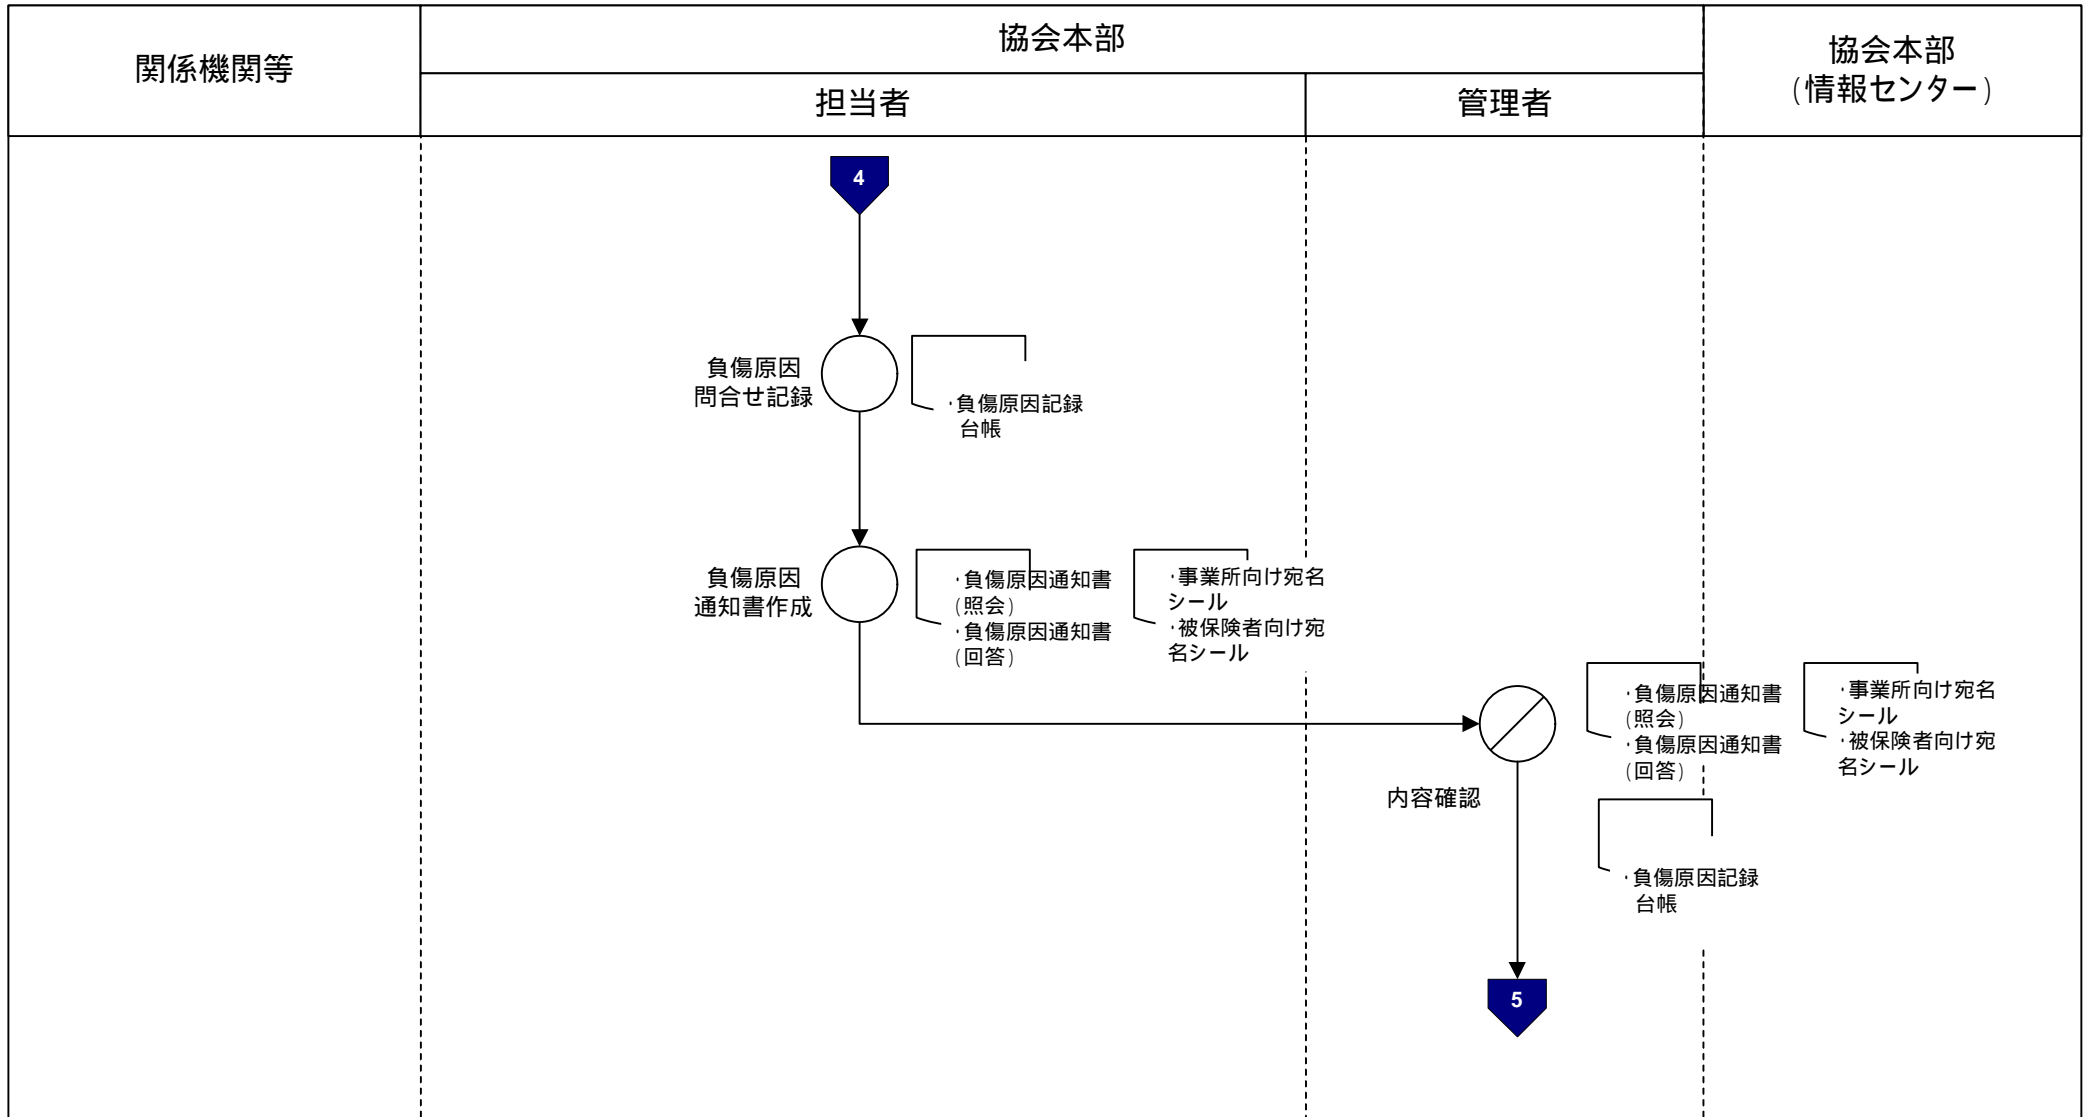 関係機関等
協会本部
担当者
管理者
協会本部
(情報センター)
4
負傷原因
問合せ記録
・負傷原因記録
台帳
負傷原因
通知書作成
・負傷原因通知書
(照会)
・負傷原因通知書
(回答)
・事業所向け宛名
シール
・被保険者向け宛
名シール
内容確認
・負傷原因通知書
(照会)
・負傷原因通知書
(回答)
・事業所向け宛名
シール
・被保険者向け宛
名シール
・負傷原因記録
台帳
5